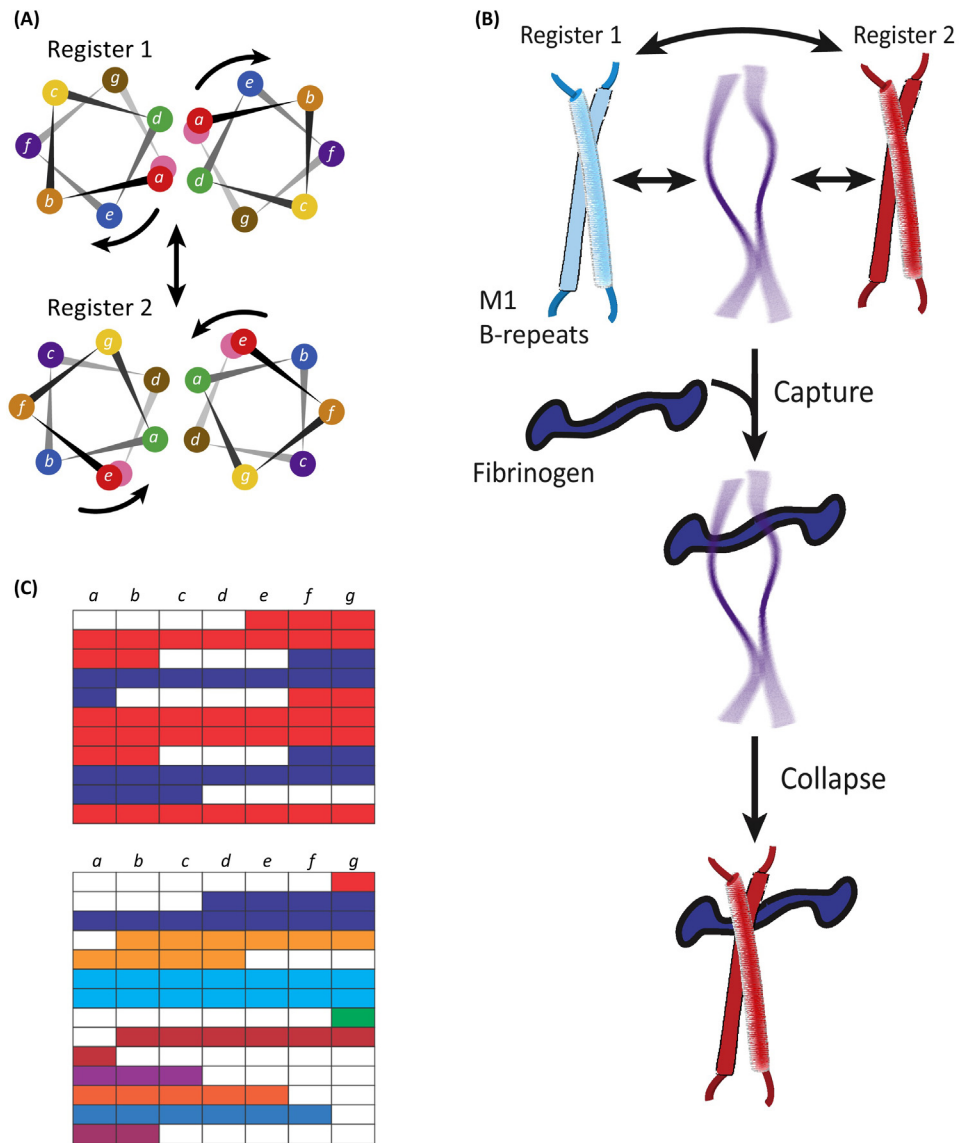 (A)
Register 1
g
c
d
f
a
b
e
e
b
a
f
d
c
g
Register 2
g
c
d
f
a
b
e
e
b
a
f
d
c
g
(B)
Register 1
Register 2
M1
B-repeats
Capture
Fibrinogen
Collapse
(C)
a b c d e f g
a b c d e f g